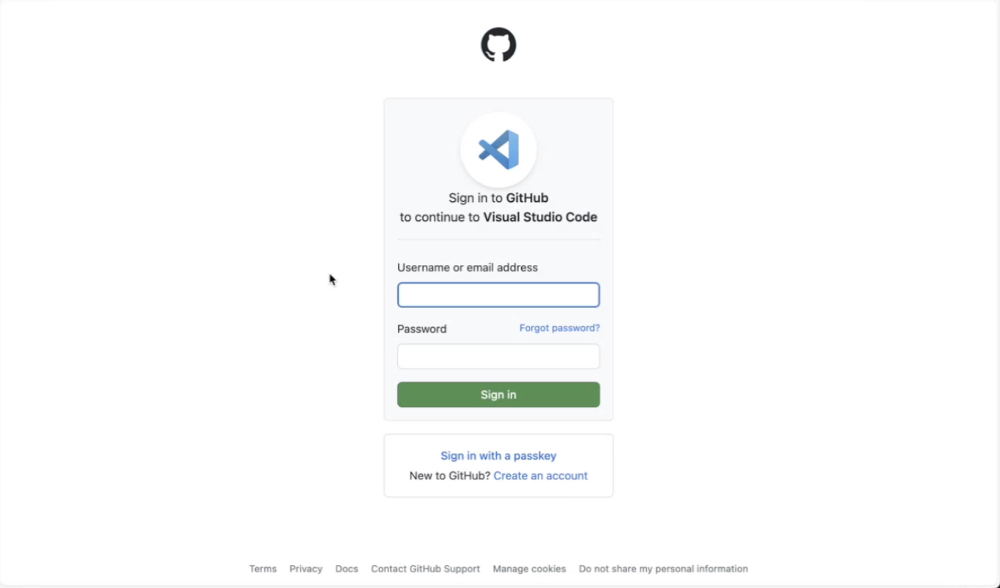 Sign in to GitHub
to continue to Visual Studio Code
Username or email address
Password Forgot password?
Sign in
Sign in with a passkey
New to GitHub? Create an account
Terms Privacy Docs Contact GitHub Support Manage cookies Do not share my personal information